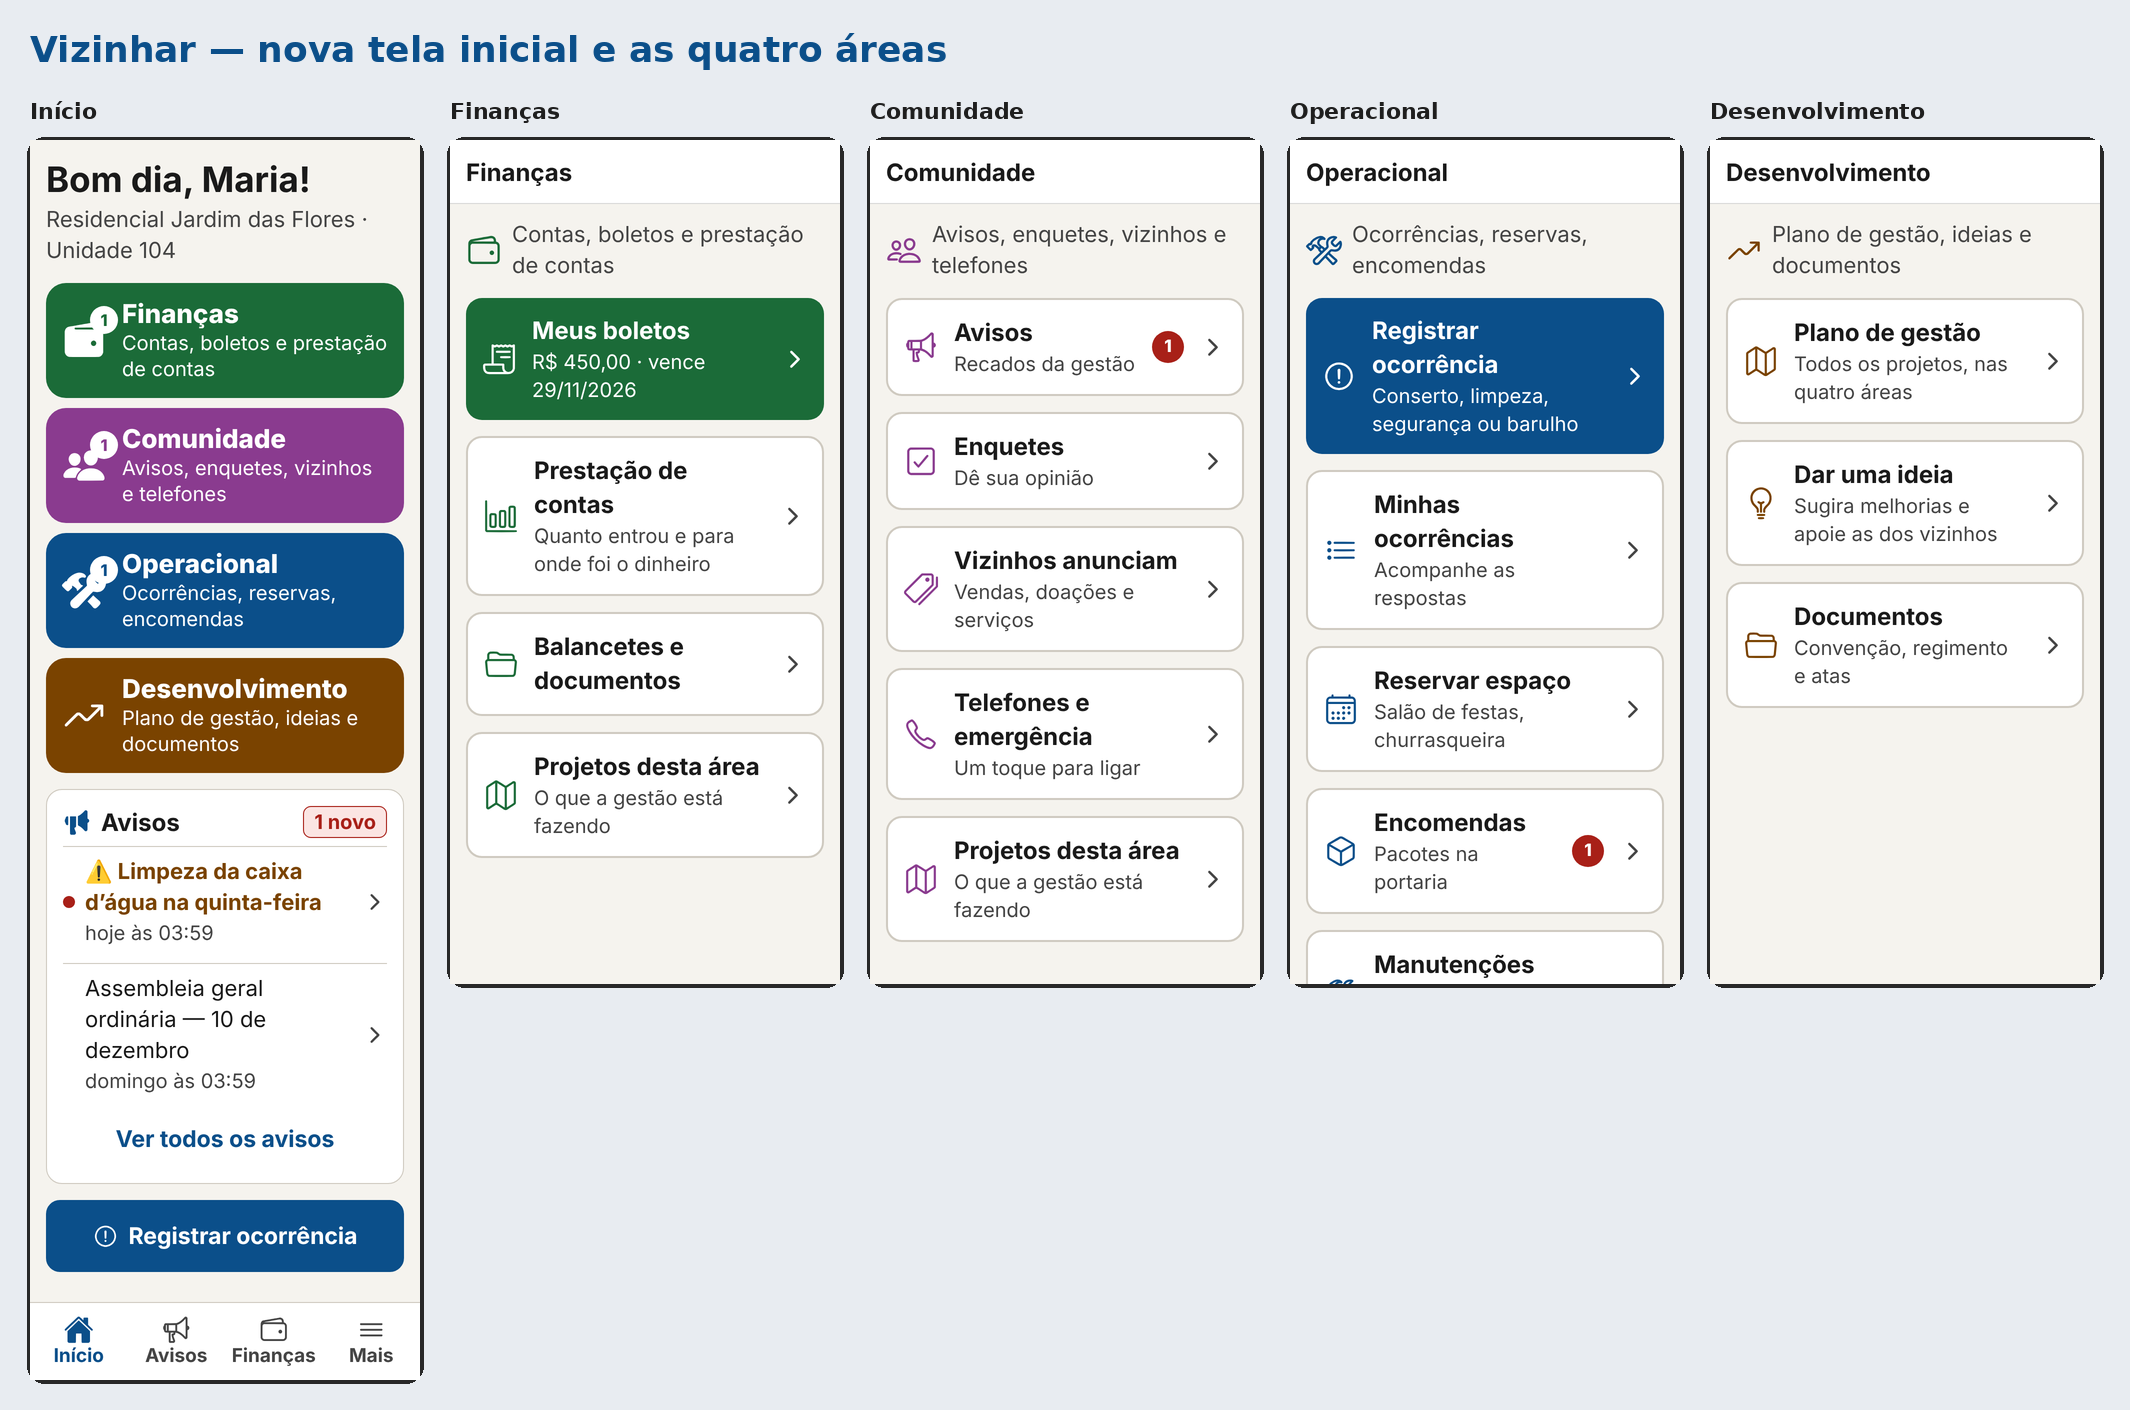 Vizinhar — nova tela inicial e as quatro áreas
Início
Bom dia, Maria!
Residencial Jardim das Flores ·
Unidade 104
1
Finanças
Contas, boletos e prestação
de contas
1
Comunidade
Avisos, enquetes, vizinhos
e telefones
1
Operacional
Ocorrências, reservas,
encomendas
Desenvolvimento
Plano de gestão, ideias e
documentos
Avisos
1 novo
⚠️ Limpeza da caixa
d’água na quinta-feira
hoje às 03:59
Assembleia geral
ordinária — 10 de
dezembro
domingo às 03:59
Ver todos os avisos
Registrar ocorrência
Início
Avisos
Finanças
Mais
Finanças
Finanças
Contas, boletos e prestação
de contas
Meus boletos
R$ 450,00 · vence
29/11/2026
Prestação de
contas
Quanto entrou e para
onde foi o dinheiro
Balancetes e
documentos
Projetos desta área
O que a gestão está
fazendo
Comunidade
Comunidade
Avisos, enquetes, vizinhos e
telefones
Avisos
Recados da gestão
1
Enquetes
Dê sua opinião
Vizinhos anunciam
Vendas, doações e
serviços
Telefones e
emergência
Um toque para ligar
Projetos desta área
O que a gestão está
fazendo
Operacional
Operacional
Ocorrências, reservas,
encomendas
Registrar
ocorrência
Conserto, limpeza,
segurança ou barulho
Minhas
ocorrências
Acompanhe as
respostas
Reservar espaço
Salão de festas,
churrasqueira
Encomendas
Pacotes na
portaria
1
Manutenções
Desenvolvimento
Desenvolvimento
Plano de gestão, ideias e
documentos
Plano de gestão
Todos os projetos, nas
quatro áreas
Dar uma ideia
Sugira melhorias e
apoie as dos vizinhos
Documentos
Convenção, regimento
e atas